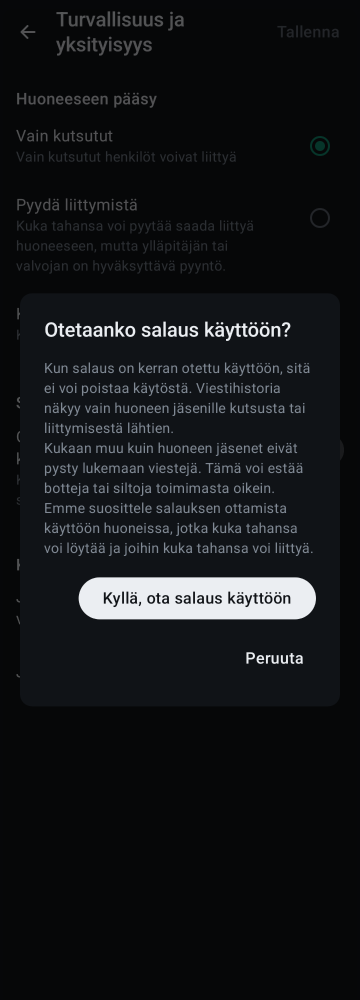 Turvallisuus ja
yksityisyys
Tallenna
Huoneeseen pääsy
Vain kutsutut
Vain kutsutut henkilöt voivat liittyä
Pyydä liittymistä
Kuka tahansa voi pyytää saada liittyä
huoneeseen, mutta ylläpitäjän tai
valvojan on hyväksyttävä pyyntö.
Otetaanko salaus käyttöön?
Kun salaus on kerran otettu käyttöön, sitä
ei voi poistaa käytöstä. Viestihistoria
näkyy vain huoneen jäsenille kutsusta tai
liittymisestä lähtien.
Kukaan muu kuin huoneen jäsenet eivät
pysty lukemaan viestejä. Tämä voi estää
botteja tai siltoja toimimasta oikein.
Emme suosittele salauksen ottamista
käyttöön huoneissa, jotka kuka tahansa
voi löytää ja joihin kuka tahansa voi liittyä.
Kyllä, ota salaus käyttöön
Peruuta